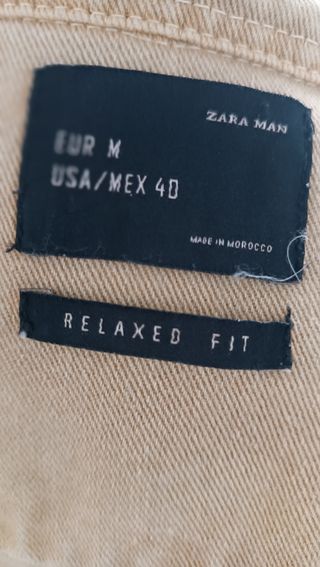 ZARA MAN
EUR M
USA/MEX 40
MADE IN MOROCCO
RELAXED FIT